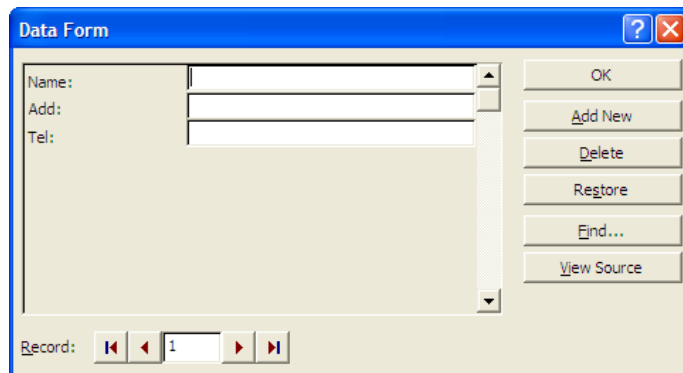 Data Form
Name:
Add:
Tel:
OK
Add New
Delete
Restore
Find...
View Source
Record: 1